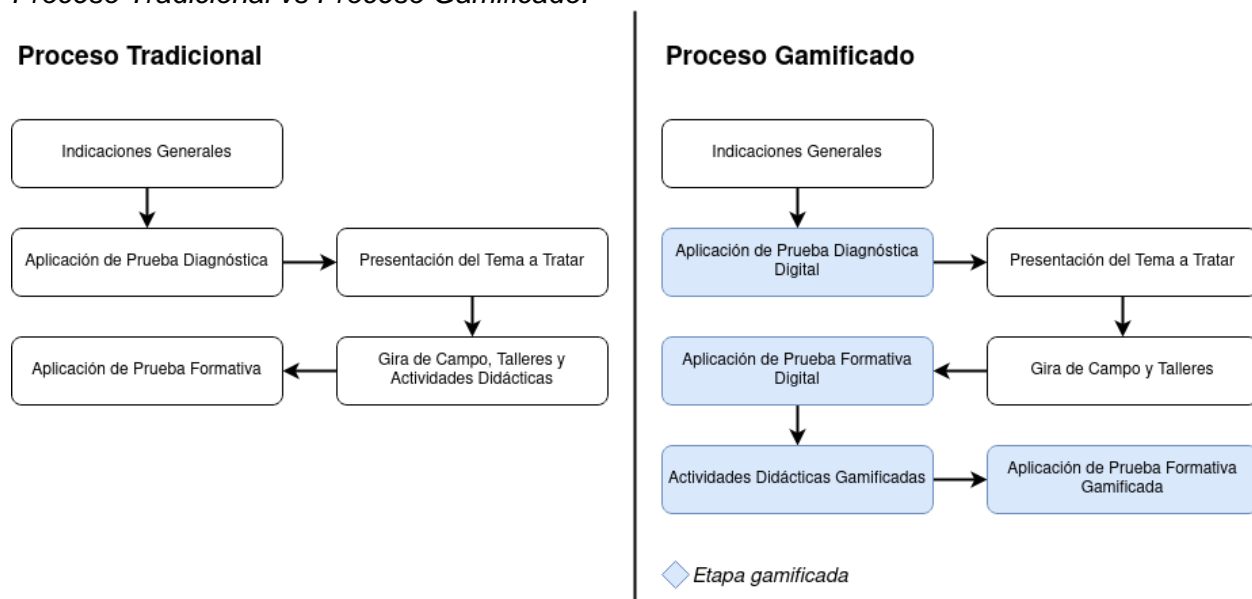 Proceso Tradicional vs Proceso Gamificado.
Proceso Tradicional
Indicaciones Generales
Aplicación de Prueba Diagnóstica
Presentación del Tema a Tratar
Aplicación de Prueba Formativa
Gira de Campo, Talleres y
Actividades Didácticas
Proceso Gamificado
Indicaciones Generales
Aplicación de Prueba Diagnóstica
Digital
Presentación del Tema a Tratar
Aplicación de Prueba Formativa
Digital
Gira de Campo y Talleres
Actividades Didácticas Gamificadas
Aplicación de Prueba Formativa
Gamificada
Etapa gamificada